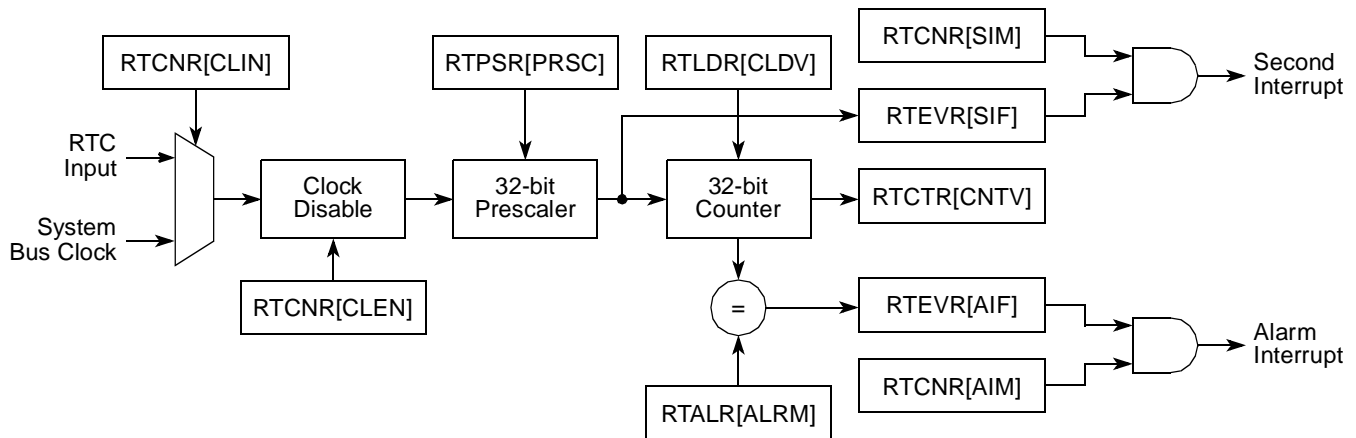 RTCNR[SIM]
RTCNR[CLIN]
RTPSR[PRSC]
RTLDR[CLDV]
Second
Interrupt
RTEVR[SIF]
RTC
Input
Clock
Disable
32-bit
Prescaler
32-bit
Counter
RTCTR[CNTV]
System
Bus Clock
RTCNR[CLEN]
=
RTEVR[AIF]
Alarm
Interrupt
RTCNR[AIM]
RTALR[ALRM]